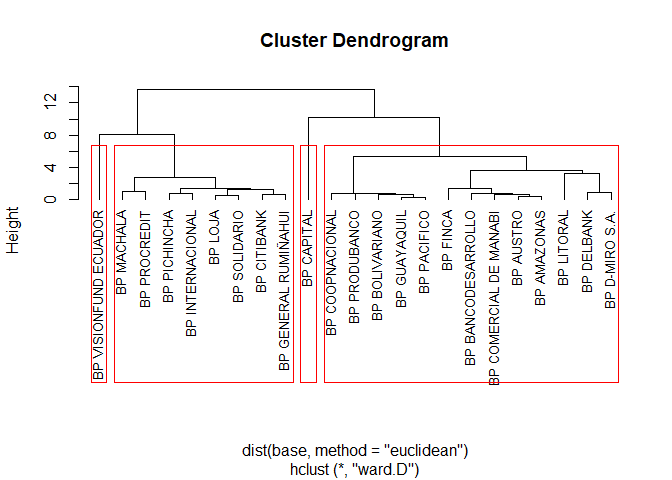 Cluster Dendrogram
Height
0
4
8
12
BP VISIONFUND ECUADOR
BP MACHALA
BP PROCREDIT
BP PICHINCHA
BP INTERNACIONAL
BP LOJA
BP SOLIDARIO
BP CITIBANK
BP GENERAL RUMIÑAHUI
BP CAPITAL
BP COOPNACIONAL
BP PRODUBANCO
BP BOLIVARIANO
BP GUAYAQUIL
BP PACIFICO
BP FINCA
BP BANCODESARROLLO
BP COMERCIAL DE MANABI
BP AUSTRO
BP AMAZONAS
BP LITORAL
BP DELBANK
BP D-MIRO S.A.
dist(base, method = "euclidean")
hclust (*, "ward.D")